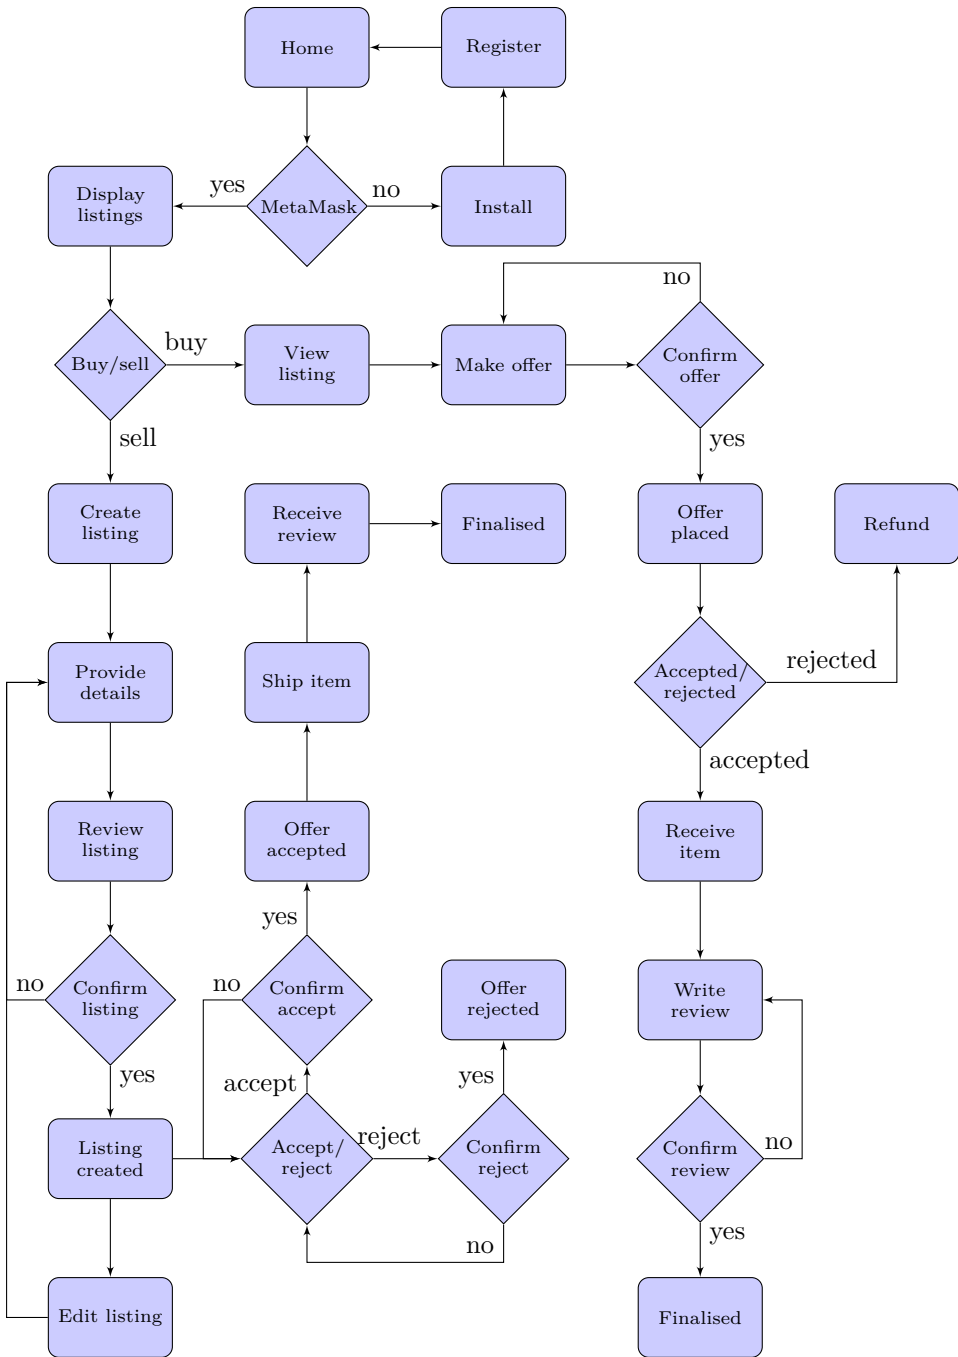 Home
Register
yes
no
Display
listings
MetaMask
Install
no
buy
Buy/sell
View
listing
Make offer
Confirm
offer
sell
yes
Create
listing
Receive
review
Finalised
Offer
placed
Refund
Provide
details
Ship item
Accepted/
rejected
rejected
accepted
Review
listing
Offer
accepted
Receive
item
yes
no
Confirm
listing
no
Confirm
accept
Offer
rejected
Write
review
yes
accept
yes
Listing
created
Accept/
reject
reject
Confirm
reject
Confirm
review
no
no
yes
Edit listing
Finalised